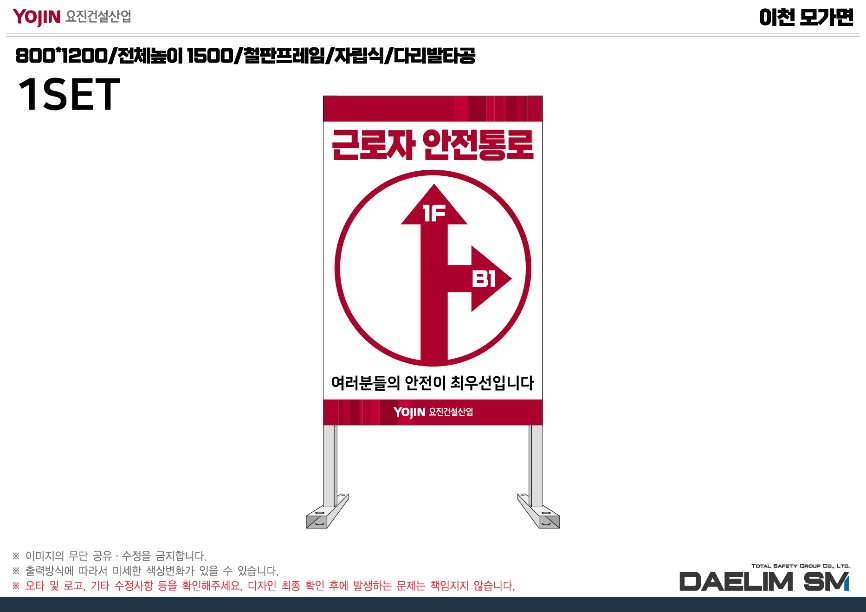 YOJIN 요진건설산업
이천 모가면
800*1200/전체높이 1500/철판프레임/자립식/다리발타공
1SET
근로자 안전통로
1F
B1
여러분들의 안전이 최우선입니다
YOJIN 요진건설산업
※ 이미지의 무단 공유·수정을 금지합니다.
※ 출력방식에 따라서 미세한 색상변화가 있을 수 있습니다.
※ 오타 및 로고, 기타 수정사항 등을 확인해주세요, 디자인 최종 확인 후에 발생하는 문제는 책임지지 않습니다.
TOTAL SAFETY GROUP CO., LTD.
DAELIM SM